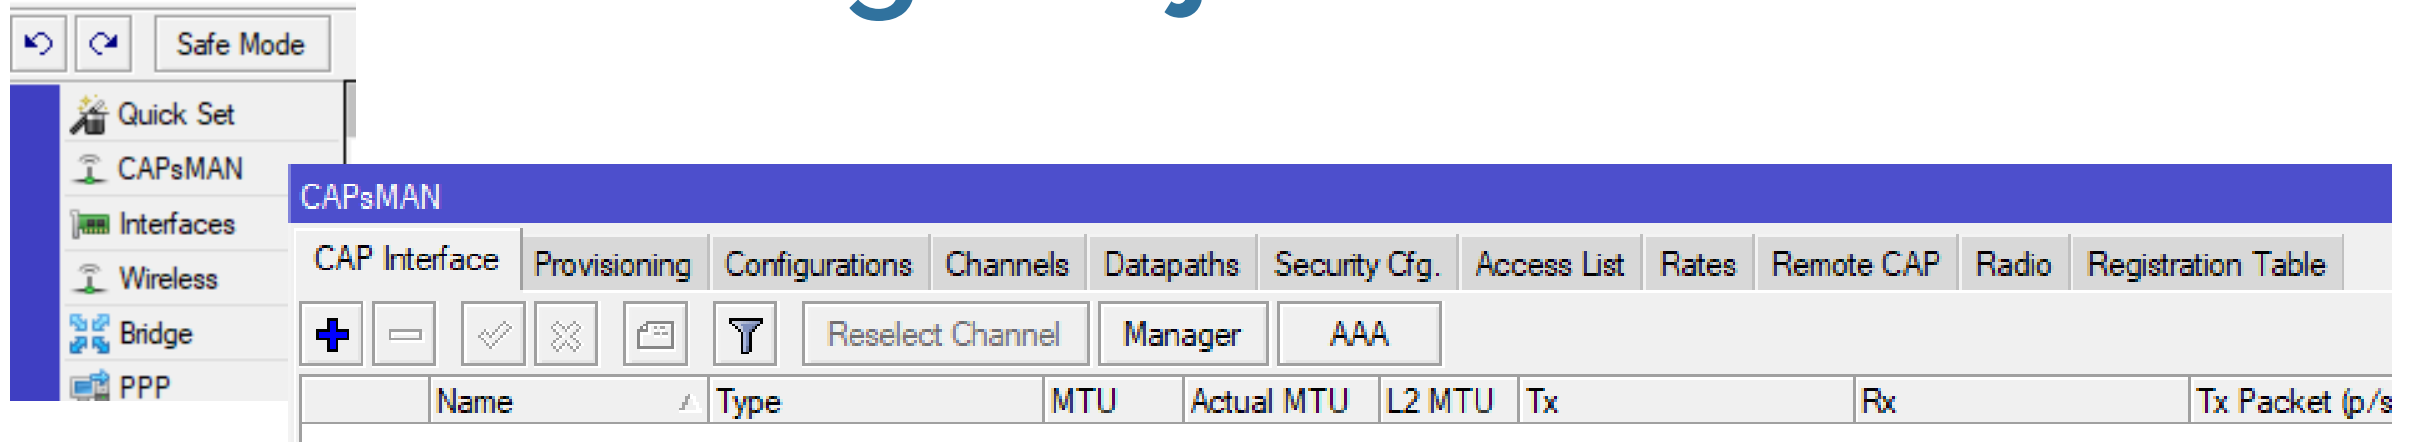 Safe Mode
Quick Set
CAPsMAN
Interfaces
Wireless
Bridge
PPP
CAPsMAN
CAP Interface Provisioning Configurations Channels Datapaths Security Cfg. Access List Rates Remote CAP Radio Registration Table
Reselect Channel Manager AAA
Name Type MTU Actual MTU L2 MTU Tx Rx Tx Packet (p/s